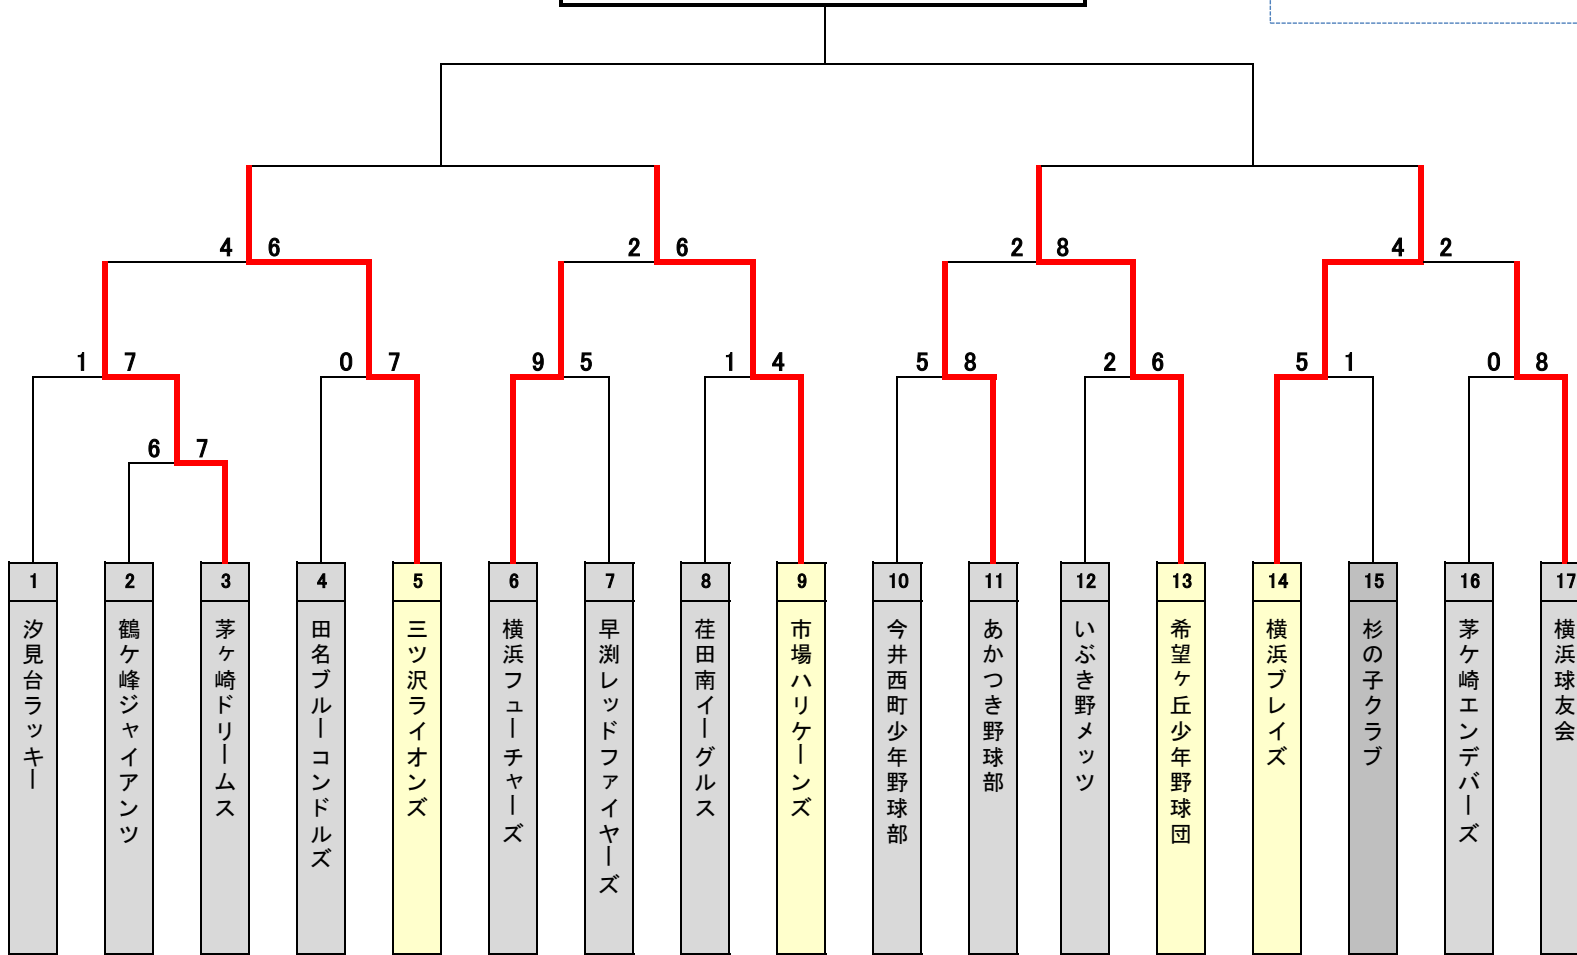 4 6
2 6
2 8
4 2
1 7
0 7
9 5
1 4
5 8
2 6
5 1
0 8
6 7
1
2
3
4
5
6
7
8
9
10
11
12
13
14
15
16
17
汐見台ラッキー
鶴ケ峰ジャイアンツ
茅ヶ崎ドリームス
田名ブルーコンドルズ
三ツ沢ライオンズ
横浜フューチャーズ
早渕レッドファイヤーズ
荏田南イーグルス
市場ハリケーンズ
今井西町少年野球部
あかつき野球部
いぶき野メッツ
希望ヶ丘少年野球団
横浜ブレイズ
杉の子クラブ
茅ケ崎エンデバーズ
横浜球友会